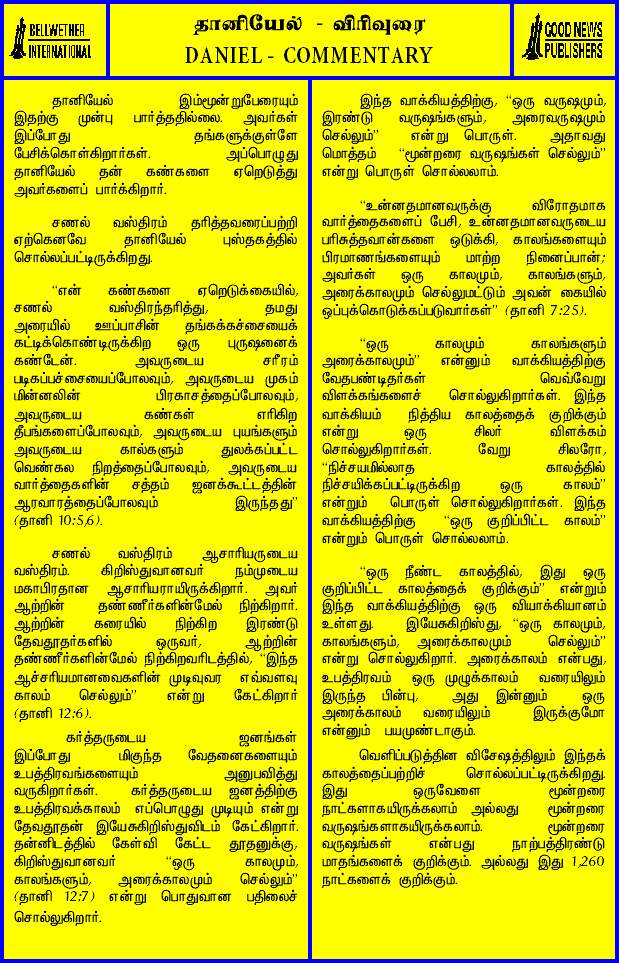 BELLWETHER
INTERNATIONAL
தானியேல் - விரிவுரை
DANIEL - COMMENTARY
GOOD NEWS
PUBLISHERS
தானியேல் இம்மூன்றுபேரையும்
இதற்கு முன்பு பார்த்ததில்லை. அவர்கள்
இப்போது தங்களுக்குள்ளே
பேசிக்கொள்கிறார்கள். அப்பொழுது
தானியேல் தன் கண்களை ஏறெடுத்து
அவர்களைப் பார்க்கிறார்.
சணல் வஸ்திரம் தரித்தவரைப்பற்றி
ஏற்கெனவே தானியேல் புஸ்தகத்தில்
சொல்லப்பட்டிருக்கிறது.
“என் கண்களை ஏறெடுக்கையில்,
சணல் வஸ்திரந்தரித்து, தமது
அரையில் ஊப்பாசின் தங்கக்கச்சையைக்
கட்டிக்கொண்டிருக்கிற ஒரு புருஷனைக்
கண்டேன். அவருடைய சரீரம்
படிகப்பச்சையைப்போலவும், அவருடைய முகம்
மின்னலின் பிரகாசத்தைப்போலவும்,
அவருடைய கண்கள் எரிகிற
தீபங்களைப்போலவும், அவருடைய புயங்களும்
அவருடைய கால்களும் துலக்கப்பட்ட
வெண்கல நிறத்தைப்போலவும், அவருடைய
வார்த்தைகளின் சத்தம் ஜனக்கூட்டத்தின்
ஆரவாரத்தைப்போலவும் இருந்தது”
(தானி 10:5,6).
சணல் வஸ்திரம் ஆசாரியருடைய
வஸ்திரம். கிறிஸ்துவானவர் நம்முடைய
மகாபிரதான ஆசாரியராயிருக்கிறார். அவர்
ஆற்றின் தண்ணீர்களின்மேல் நிற்கிறார்.
ஆற்றின் கரையில் நிற்கிற இரண்டு
தேவதூதர்களில் ஒருவர், ஆற்றின்
தண்ணீர்களின்மேல் நிற்கிறவரிடத்தில், “இந்த
ஆச்சரியமானவைகளின் முடிவுவர எவ்வளவு
காலம் செல்லும்” என்று கேட்கிறார்
(தானி 12:6).
கர்த்தருடைய ஜனங்கள்
இப்போது மிகுந்த வேதனைகளையும்
உபத்திரவங்களையும் அனுபவித்து
வருகிறார்கள். கர்த்தருடைய ஜனத்திற்கு
உபத்திரவக்காலம் எப்பொழுது முடியும் என்று
தேவதூதன் இயேசுகிறிஸ்துவிடம் கேட்கிறார்.
தன்னிடத்தில் கேள்வி கேட்ட தூதனுக்கு,
கிறிஸ்துவானவர் “ஒரு காலமும்,
காலங்களும், அரைக்காலமும் செல்லும்”
(தானி 12:7) என்று பொதுவான பதிலைச்
சொல்லுகிறார்.
இந்த வாக்கியத்திற்கு, “ஒரு வருஷமும்,
இரண்டு வருஷங்களும், அரைவருஷமும்
செல்லும்” என்று பொருள். அதாவது
மொத்தம் “மூன்றரை வருஷங்கள் செல்லும்”
என்று பொருள் சொல்லலாம்.
“உன்னதமானவருக்கு விரோதமாக
வார்த்தைகளைப் பேசி, உன்னதமானவருடைய
பரிசுத்தவான்களை ஒடுக்கி, காலங்களையும்
பிரமாணங்களையும் மாற்ற நினைப்பான்;
அவர்கள் ஒரு காலமும், காலங்களும்,
அரைக்காலமும் செல்லுமட்டும் அவன் கையில்
ஒப்புக்கொடுக்கப்படுவார்கள்” (தானி 7:25).
“ஒரு காலமும் காலங்களும்
அரைக்காலமும்” என்னும் வாக்கியத்திற்கு
வேதபண்டிதர்கள் வெவ்வேறு
விளக்கங்களைச் சொல்லுகிறார்கள். இந்த
வாக்கியம் நித்திய காலத்தைக் குறிக்கும்
என்று ஒரு சிலர் விளக்கம்
சொல்லுகிறார்கள். வேறு சிலரோ,
“நிச்சயமில்லாத காலத்தில்
நிச்சயிக்கப்பட்டிருக்கிற ஒரு காலம்”
என்றும் பொருள் சொல்லுகிறார்கள். இந்த
வாக்கியத்திற்கு “ஒரு குறிப்பிட்ட காலம்”
என்றும் பொருள் சொல்லலாம்.
“ஒரு நீண்ட காலத்தில், இது ஒரு
குறிப்பிட்ட காலத்தைக் குறிக்கும்” என்றும்
இந்த வாக்கியத்திற்கு ஒரு வியாக்கியானம்
உள்ளது. இயேசுகிறிஸ்து, “ஒரு காலமும்,
காலங்களும், அரைக்காலமும் செல்லும்”
என்று சொல்லுகிறார். அரைக்காலம் என்பது,
உபத்திரவம் ஒரு முழுக்காலம் வரையிலும்
இருந்த பின்பு, அது இன்னும் ஒரு
அரைக்காலம் வரையிலும் இருக்குமோ
என்னும் பயமுண்டாகும்.
வெளிப்படுத்தின விசேஷத்திலும் இந்தக்
காலத்தைப்பற்றிச் சொல்லப்பட்டிருக்கிறது.
இது ஒருவேளை மூன்றரை
நாட்களாகயிருக்கலாம் அல்லது மூன்றரை
வருஷங்களாகயிருக்கலாம். மூன்றரை
வருஷங்கள் என்பது நாற்பத்திரண்டு
மாதங்களைக் குறிக்கும். அல்லது இது 1,260
நாட்களைக் குறிக்கும்.